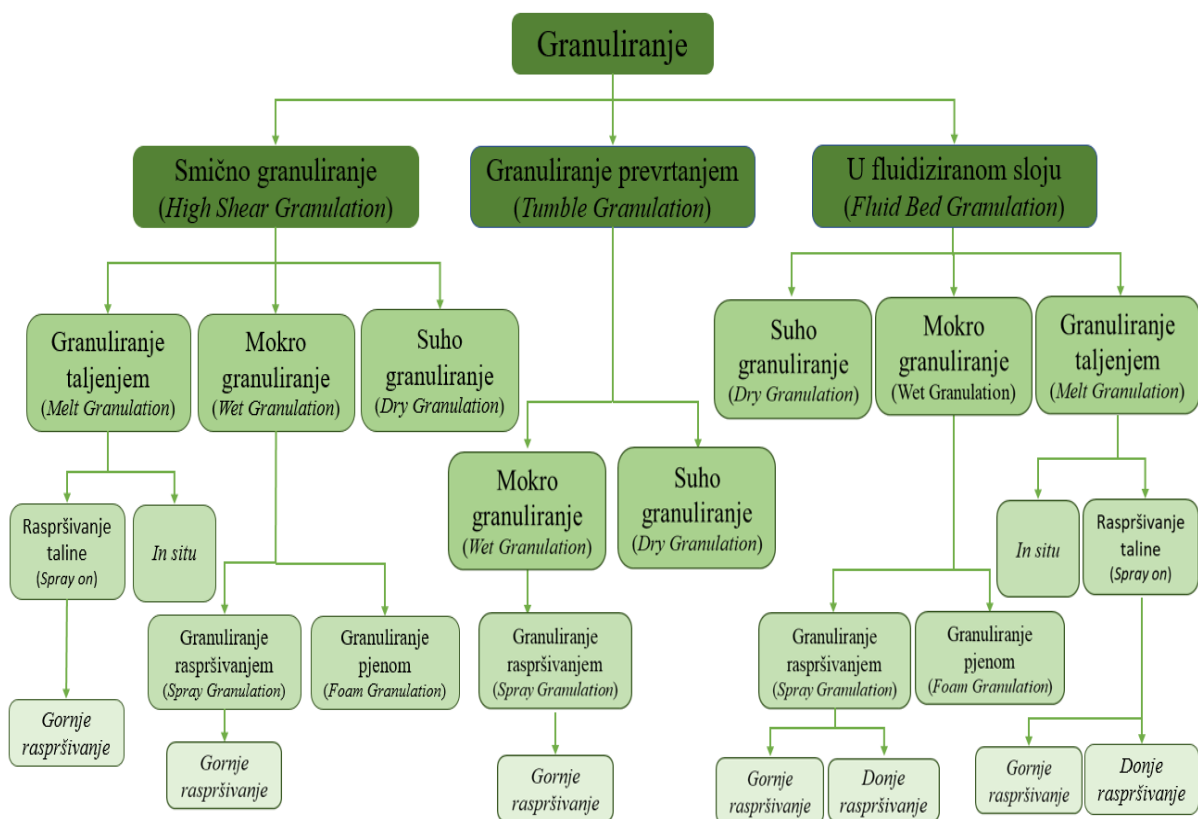 Granuliranje
Smično granuliranje
(High Shear Granulation)
Granuliranje prevrtanjem
(Tumble Granulation)
U fluidiziranom sloju
(Fluid Bed Granulation)
Granuliranje
taljenjem
(Melt Granulation)
Mokro
granuliranje
(Wet Granulation)
Suho
granuliranje
(Dry Granulation)
Suho
granuliranje
(Dry Granulation)
Mokro
granuliranje
(Wet Granulation)
Granuliranje
taljenjem
(Melt Granulation)
Mokro
granuliranje
(Wet Granulation)
Suho
granuliranje
(Dry Granulation)
Raspršivanje
taline
(Spray on)
In situ
In situ
Raspršivanje
taline
(Spray on)
Granuliranje
raspršivanjem
(Spray Granulation)
Granuliranje
pjenom
(Foam Granulation)
Granuliranje
raspršivanjem
(Spray Granulation)
Granuliranje
raspršivanjem
(Spray Granulation)
Granuliranje
pjenom
(Foam Granulation)
Gornje
raspršivanje
Gornje
raspršivanje
Gornje
raspršivanje
Gornje
raspršivanje
Donje
raspršivanje
Gornje
raspršivanje
Donje
raspršivanje